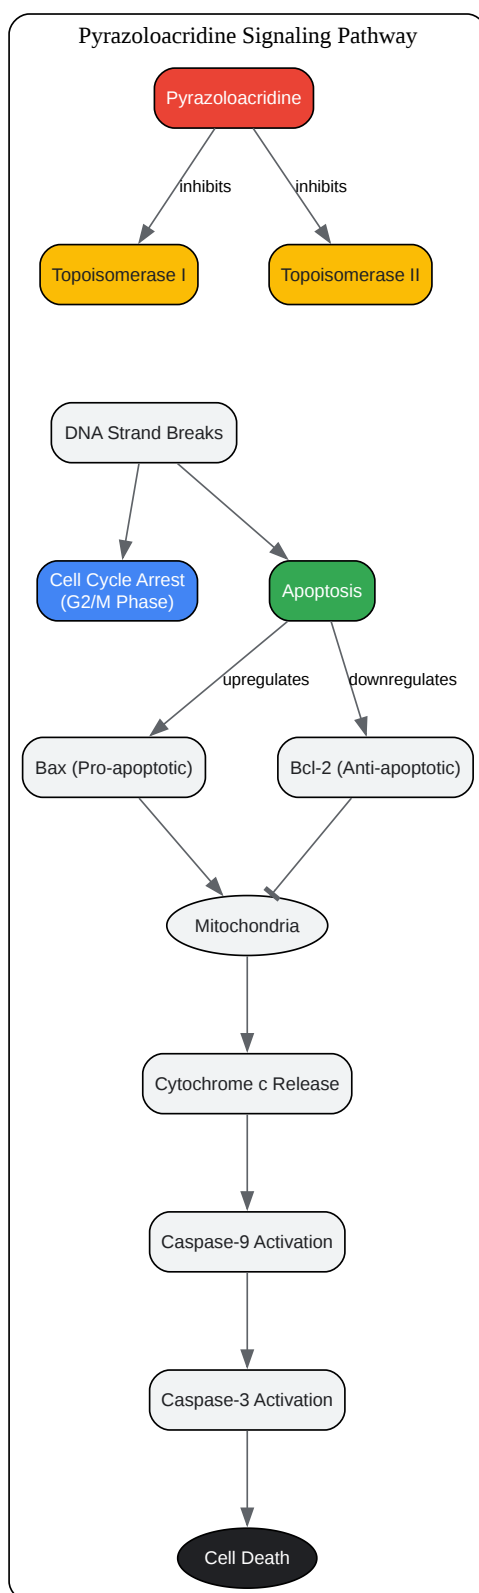 Pyrazoloacridine Signaling Pathway
Pyrazoloacridine
inhibits
inhibits
Topoisomerase I
Topoisomerase II
DNA Strand Breaks
Cell Cycle Arrest
(G2/M Phase)
Apoptosis
upregulates
downregulates
Bax (Pro-apoptotic)
Bcl-2 (Anti-apoptotic)
Mitochondria
Cytochrome c Release
Caspase-9 Activation
Caspase-3 Activation
Cell Death